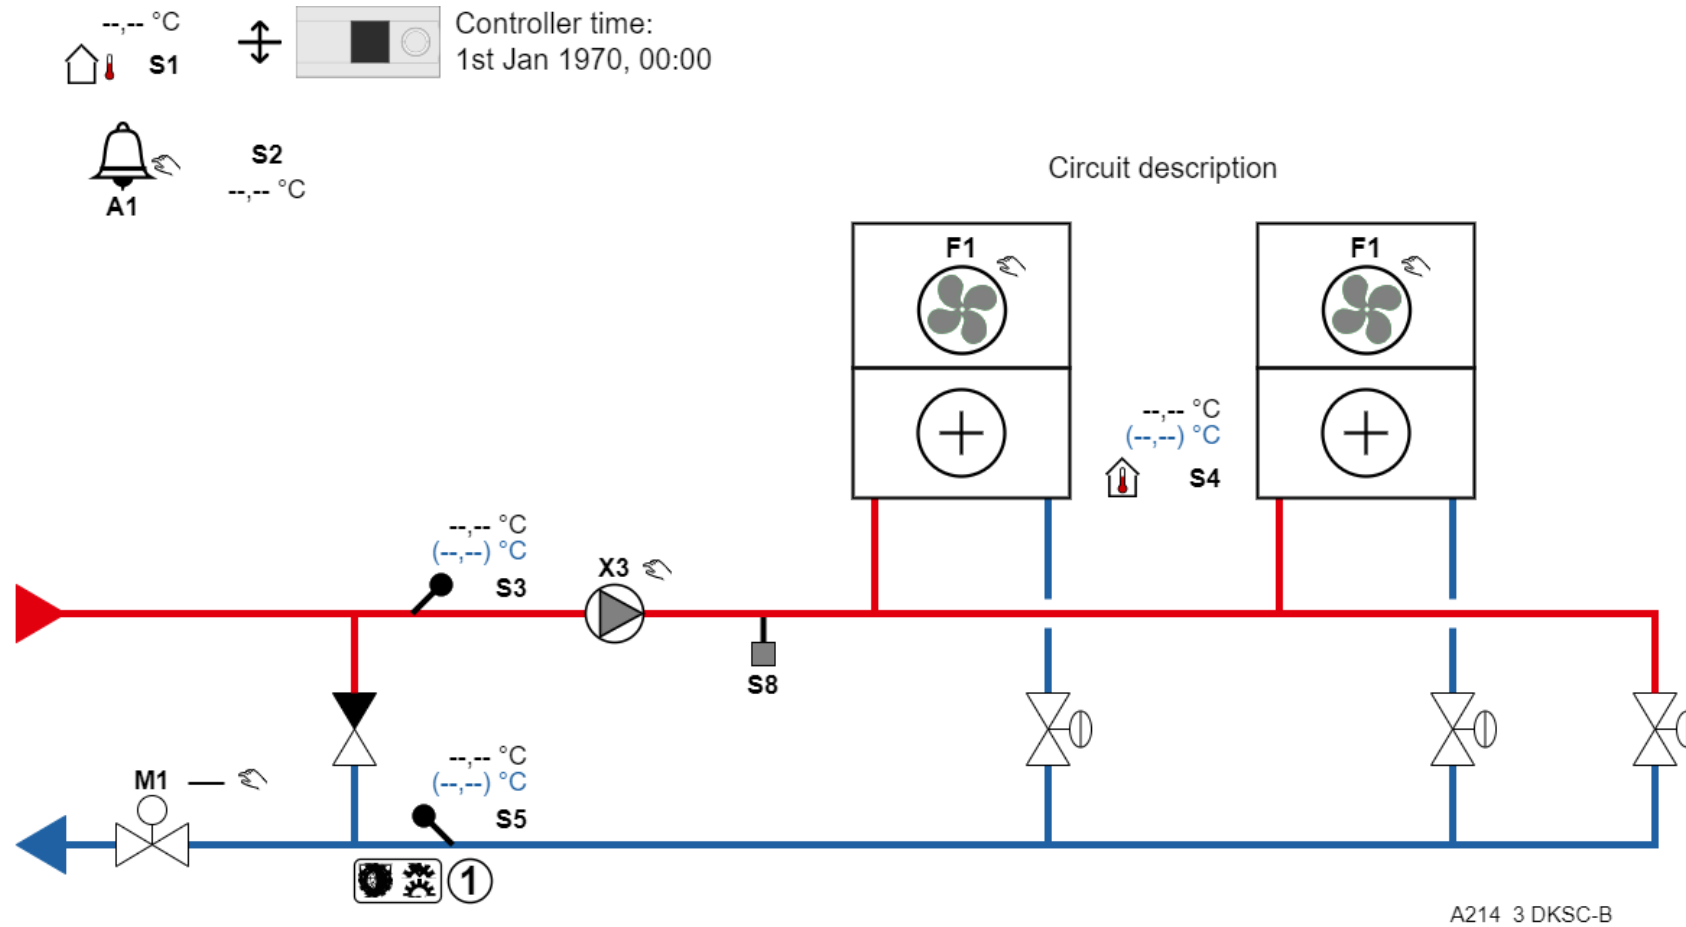 --,-- °C
S1
Controller time:
1st Jan 1970, 00:00
A1
S2
--,-- °C
Circuit description
F1
F1
--,-- °C
(--,--) °C
S4
--,-- °C
(--,--) °C
S3
X3
S8
--,-- °C
(--,--) °C
S5
M1
1
A214 3 DKSC-B